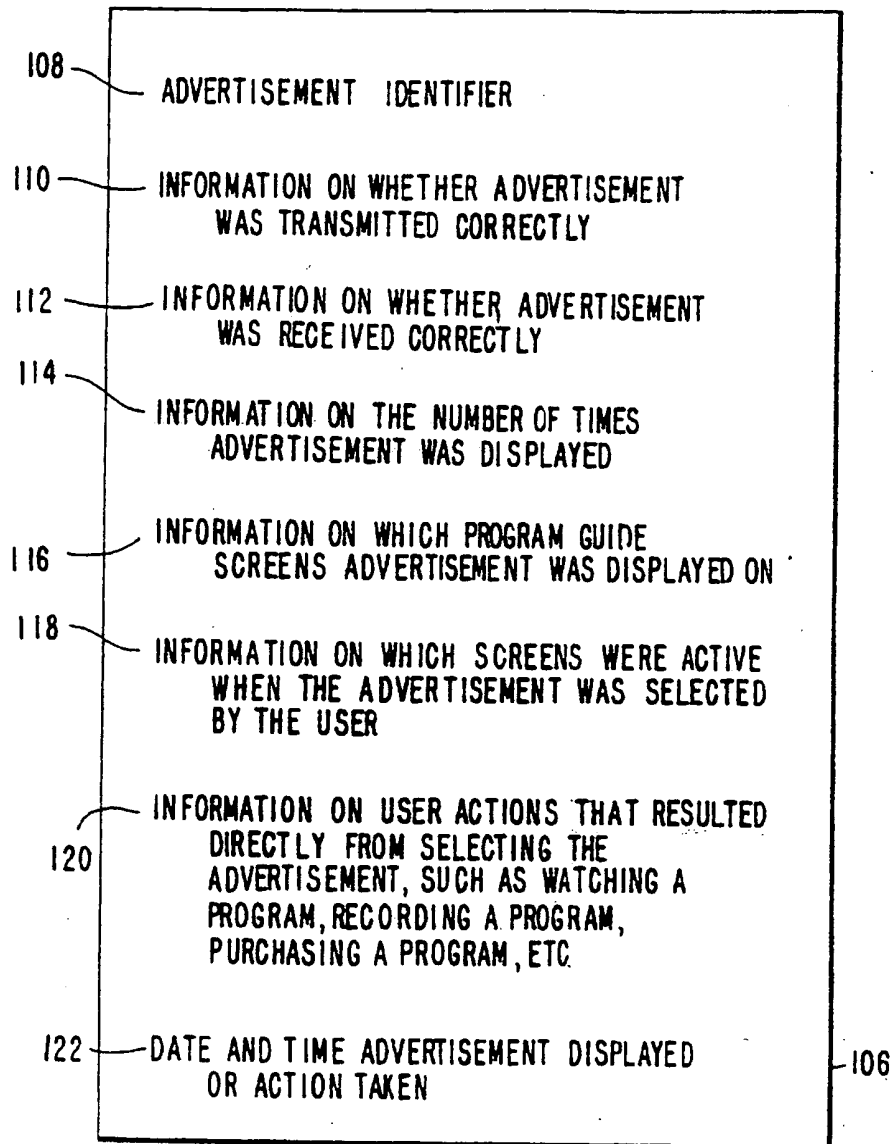 108
ADVERTISEMENT IDENTIFIER
110
INFORMATION ON WHETHER ADVERTISEMENT
WAS TRANSMITTED CORRECTLY
112
INFORMATION ON WHETHER ADVERTISEMENT
WAS RECEIVED CORRECTLY
114
INFORMATION ON THE NUMBER OF TIMES
ADVERTISEMENT WAS DISPLAYED
INFORMATION ON WHICH PROGRAM GUIDE
116
SCREENS ADVERTISEMENT WAS DISPLAYED ON
118
INFORMATION ON WHICH SCREENS WERE ACTIVE
WHEN THE ADVERTISEMENT WAS SELECTED
BY THE USER
INFORMATION ON USER ACTIONS THAT RESULTED
120
DIRECTLY FROM SELECTING THE
ADVERTISEMENT, SUCH AS WATCHING A
PROGRAM, RECORDING A PROGRAM,
PURCHASING A PROGRAM, ETC.
122
DATE AND TIME ADVERTISEMENT DISPLAYED
OR ACTION TAKEN
106